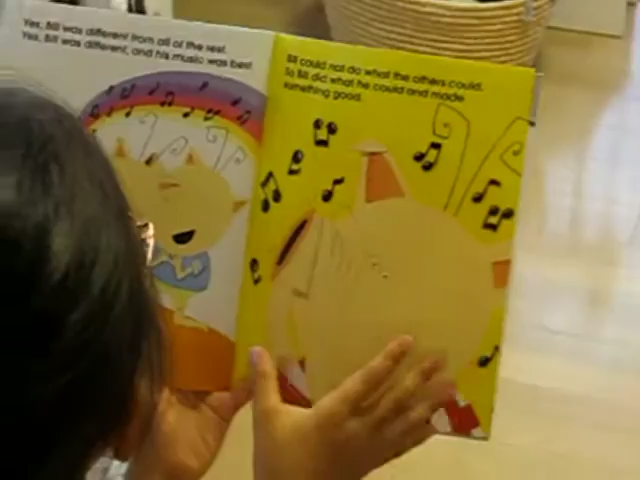 Yes, Bill was different from all of the rest.
Yes, Bill was different, and his music was best.
Bill could not do what the others could.
So Bill did what he could and made
something good.